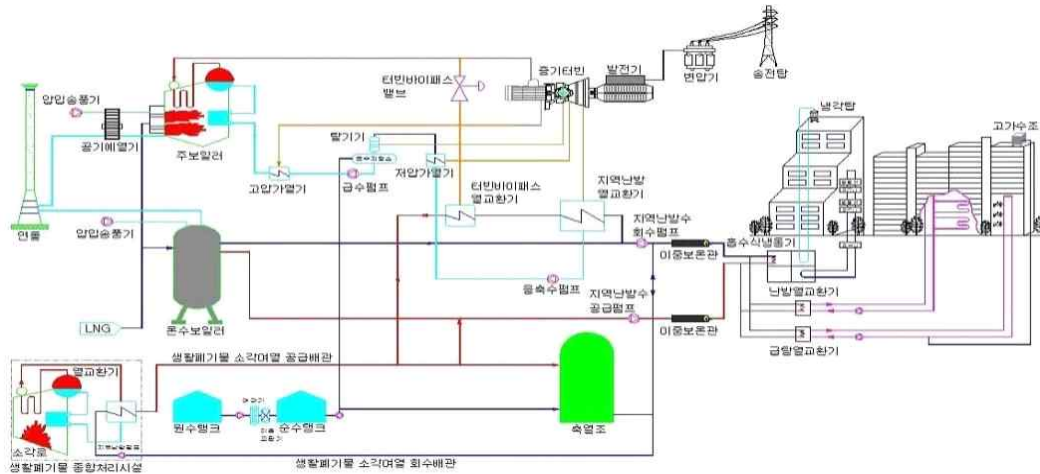 증기터빈
발전기
변압기
송전탑
터빈바이패스
밸브
압입송풍기
공기예열기
주보일러
탈기기
급수저장조
고압가열기
급수펌프
저압가열기
터빈바이패스
열교환기
지역난방
열교환기
냉각탑
고가수조
연돌
압입송풍기
지역난방수
회수펌프
이중보온관
흡수식냉동기
응축수펌프
난방열교환기
지역난방수
공급펌프
이중보온관
LNG
온수보일러
급탕열교환기
생활폐기물 소각여열 공급배관
열교환기
원수탱크
순수탱크
축열조
소각로
생활폐기물 소각여열 회수배관
생활폐기물 종합처리시설